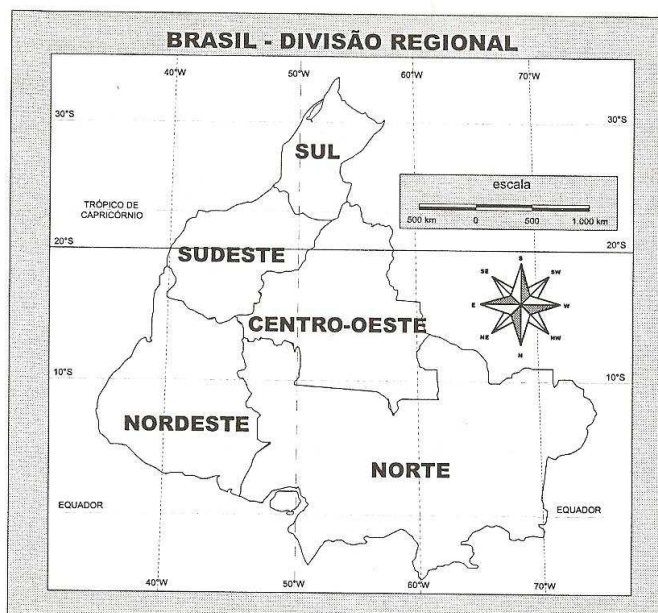 BRASIL - DIVISÃO REGIONAL
40°W 50°W 60°W 70°W
30°S 30°S
SUL
escala
500 km 0 500 1.000 km
TRÓPICO DE
CAPRICÓRNIO
20°S 20°S
SUDESTE
S
SE SW
E W
NE NW
N
CENTRO-OESTE
10°S 10°S
NORDESTE
NORTE
EQUADOR EQUADOR
40°W 50°W 60°W 70°W